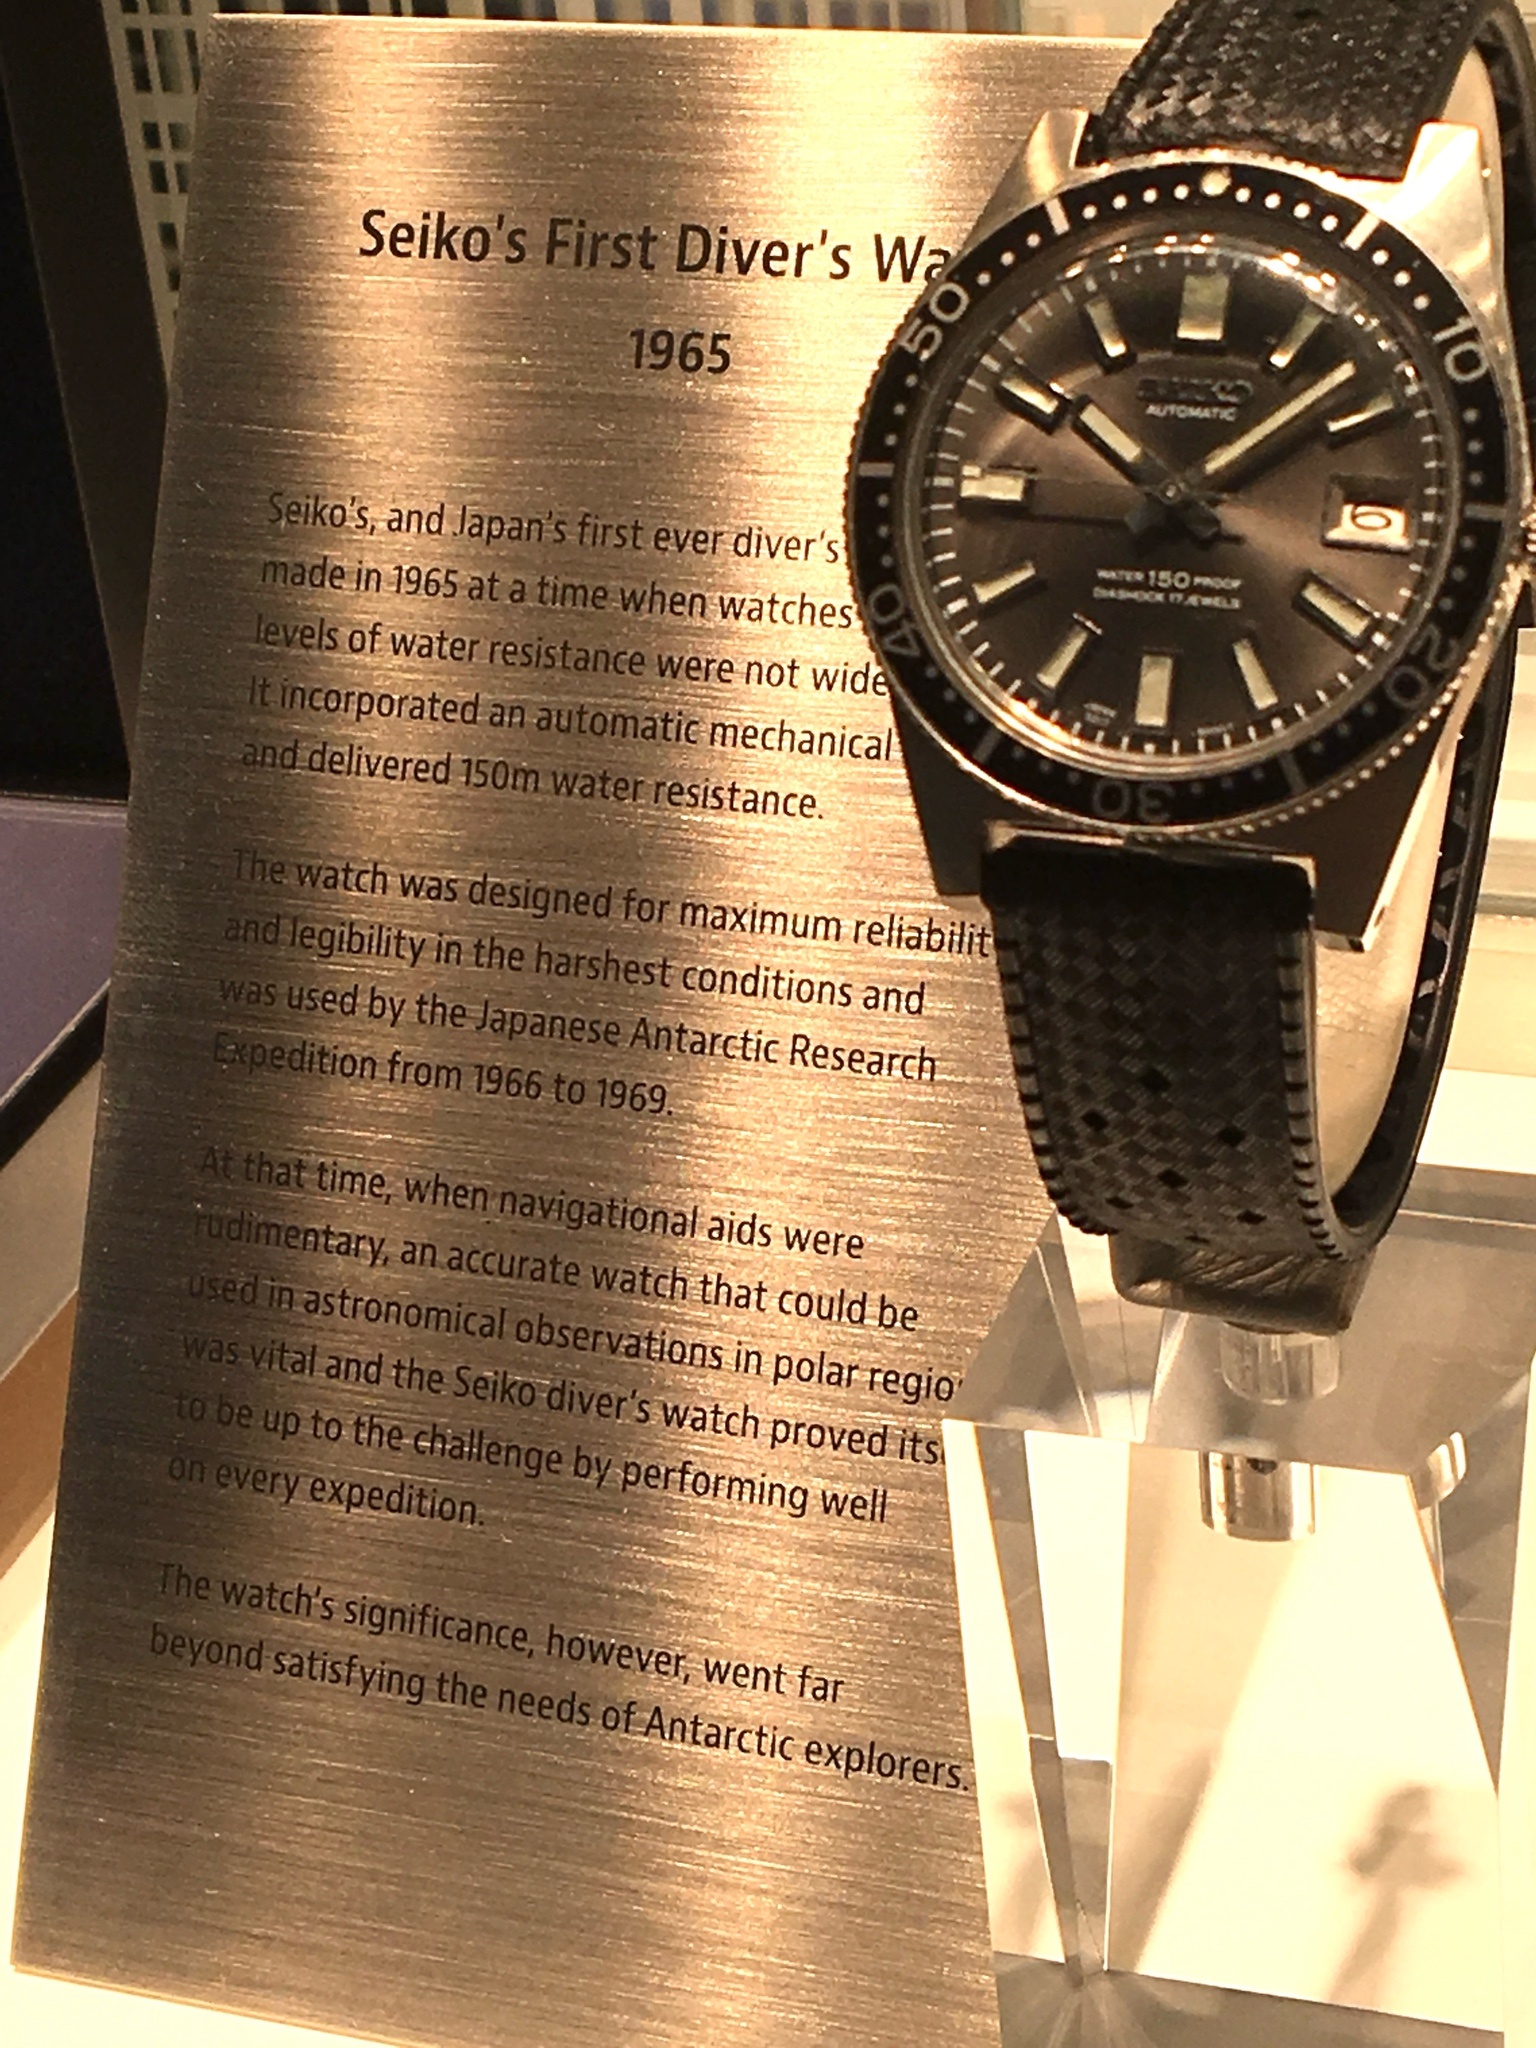 Seiko's First Diver's Wa
1965
Seiko's, and Japan's first ever diver's
made in 1965 at a time when watches
levels of water resistance were not wide
It incorporated an automatic mechanical
and delivered 150m water resistance.
The watch was designed for maximum reliabilit
and legibility in the harshest conditions and
was used by the Japanese Antarctic Research
Expedition from 1966 to 1969.
At that time, when navigational aids were
rudimentary, an accurate watch that could be
used in astronomical observations in polar regio
was vital and the Seiko diver's watch proved its
to be up to the challenge by performing well
on every expedition.
The watch's significance, however, went far
beyond satisfying the needs of Antarctic explorers.
10
20
30
40
50
SEIKO
AUTOMATIC
6
WATER 150 PROOF
DIASHOCK 17 JEWELS